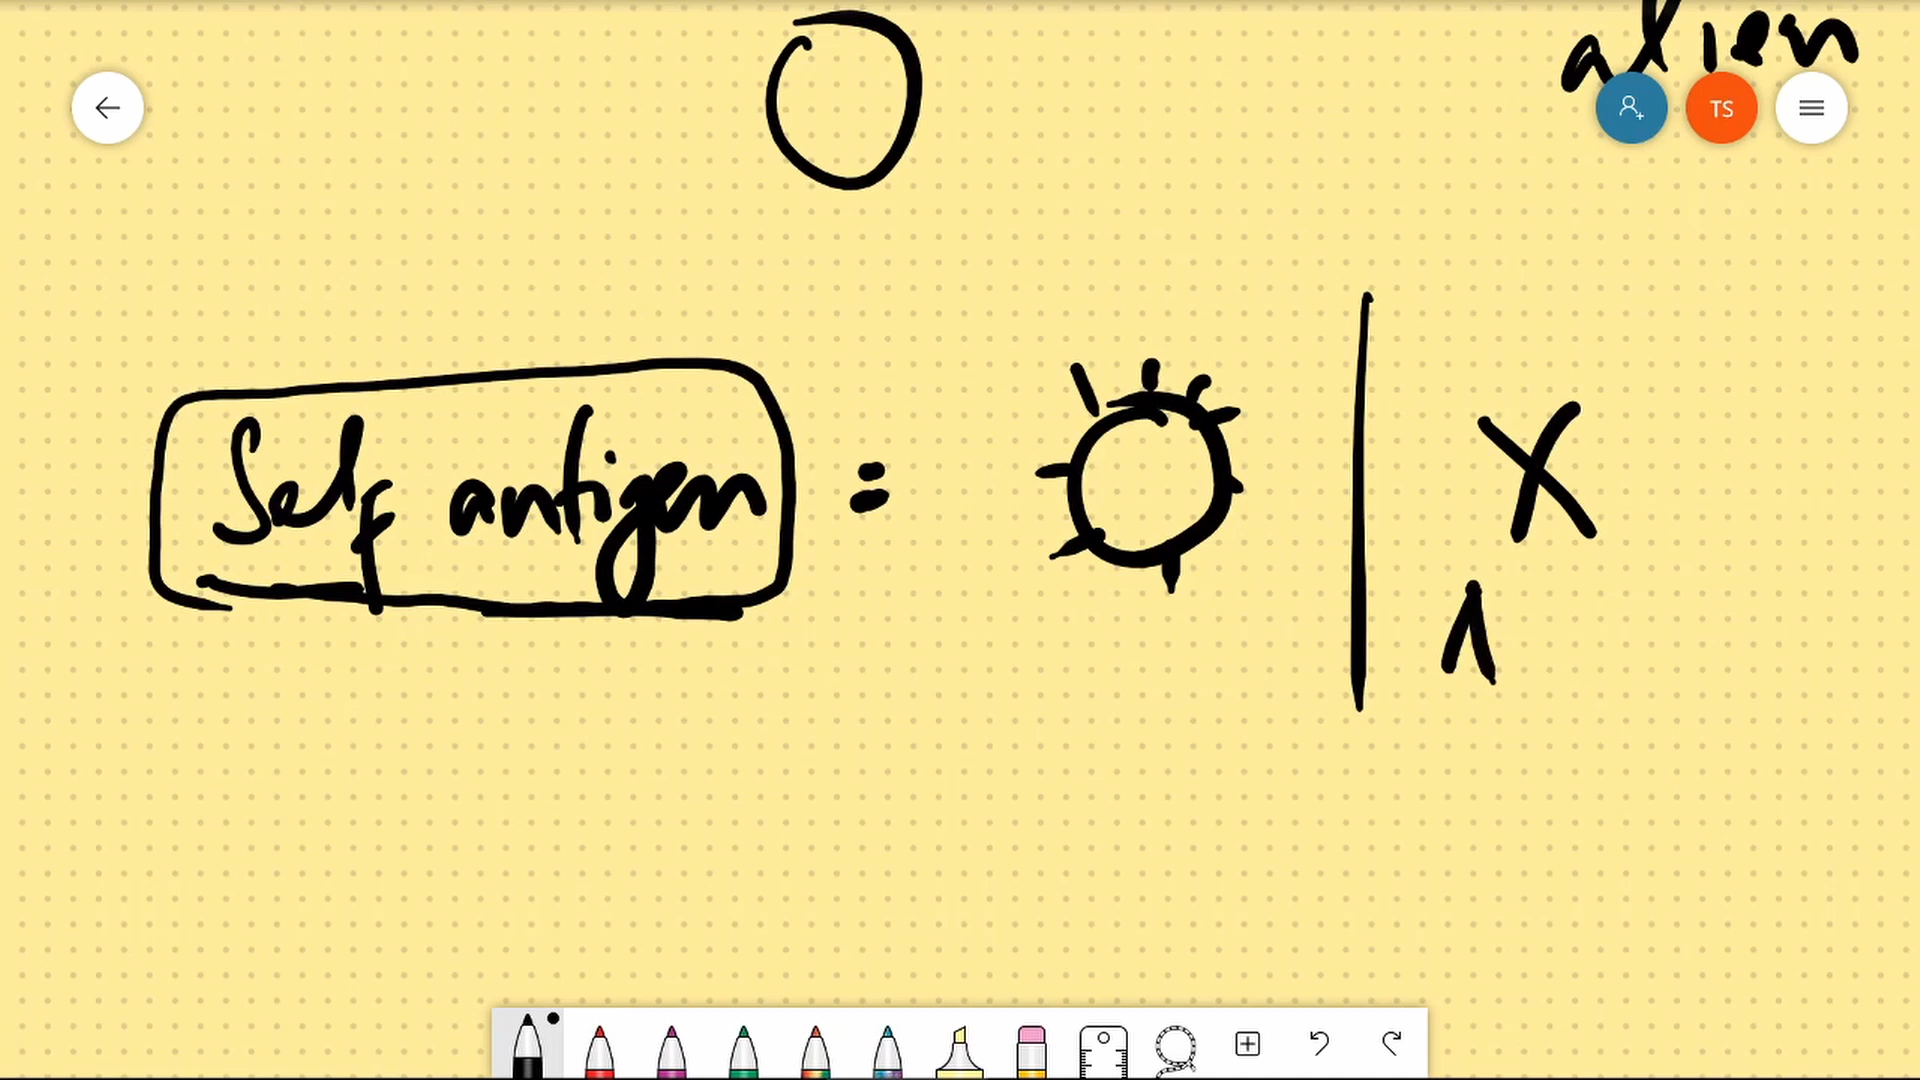 alien
TS
Self antigen =
X